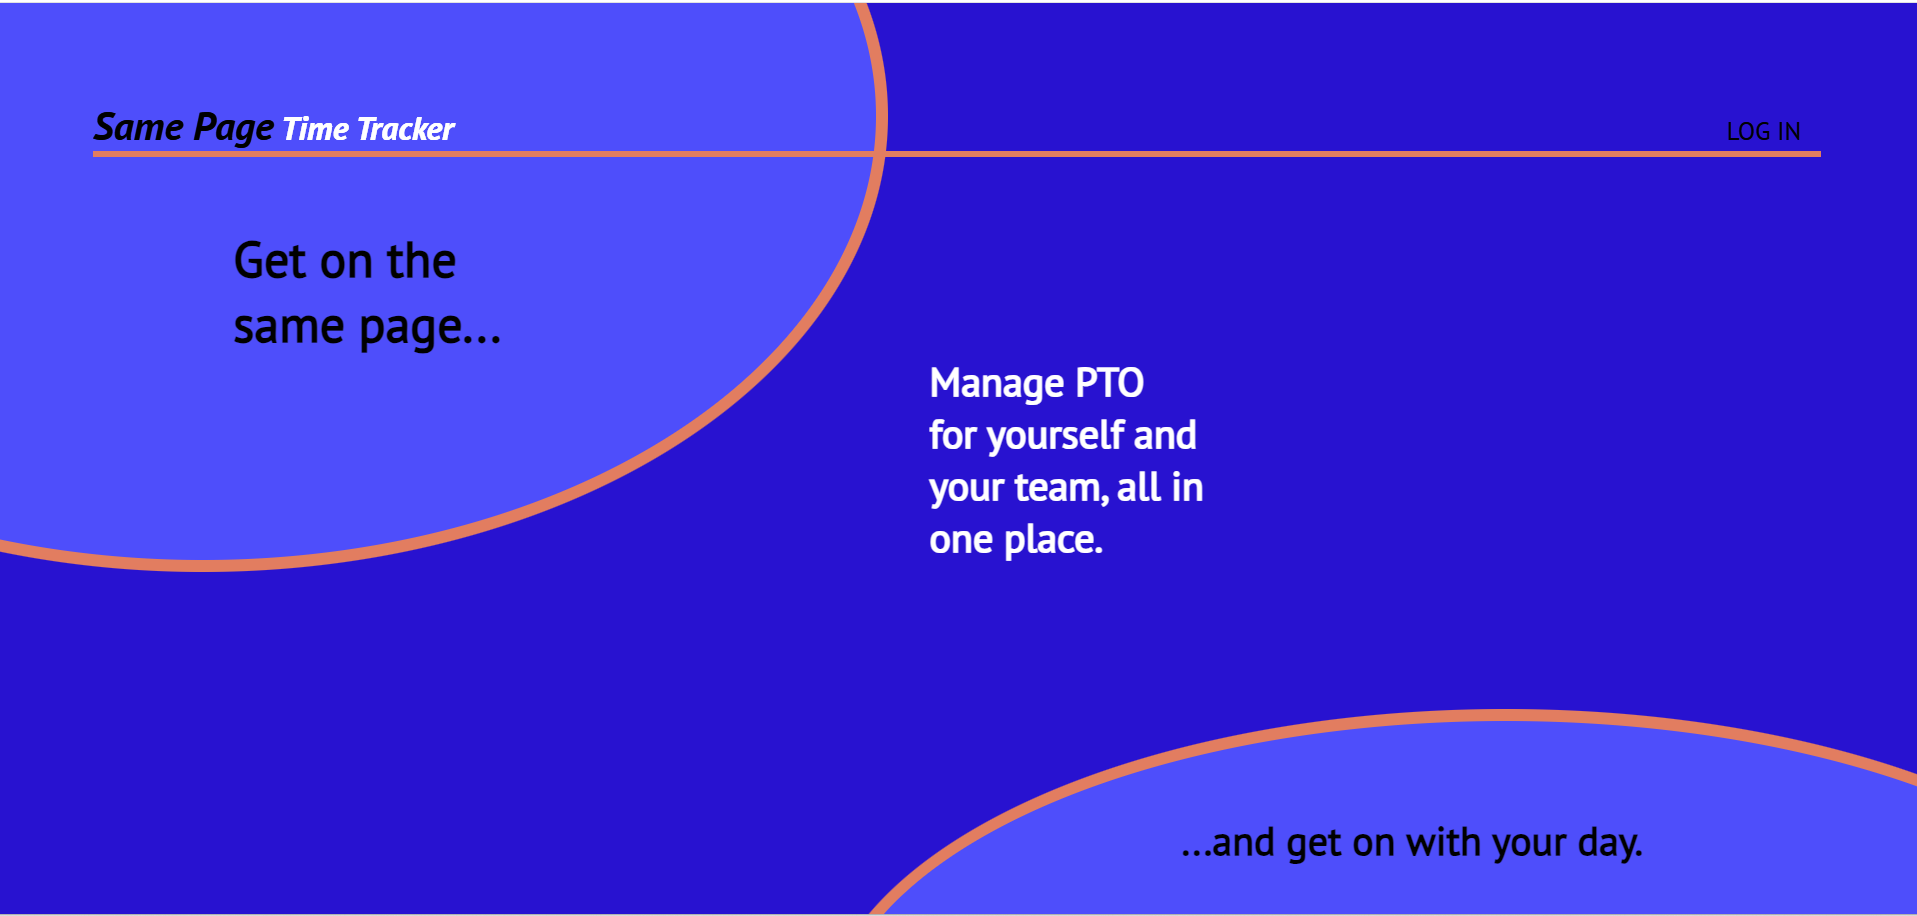 Same Page Time Tracker
LOG IN
Get on the
same page...
Manage PTO
for yourself and
your team, all in
one place.
...and get on with your day.